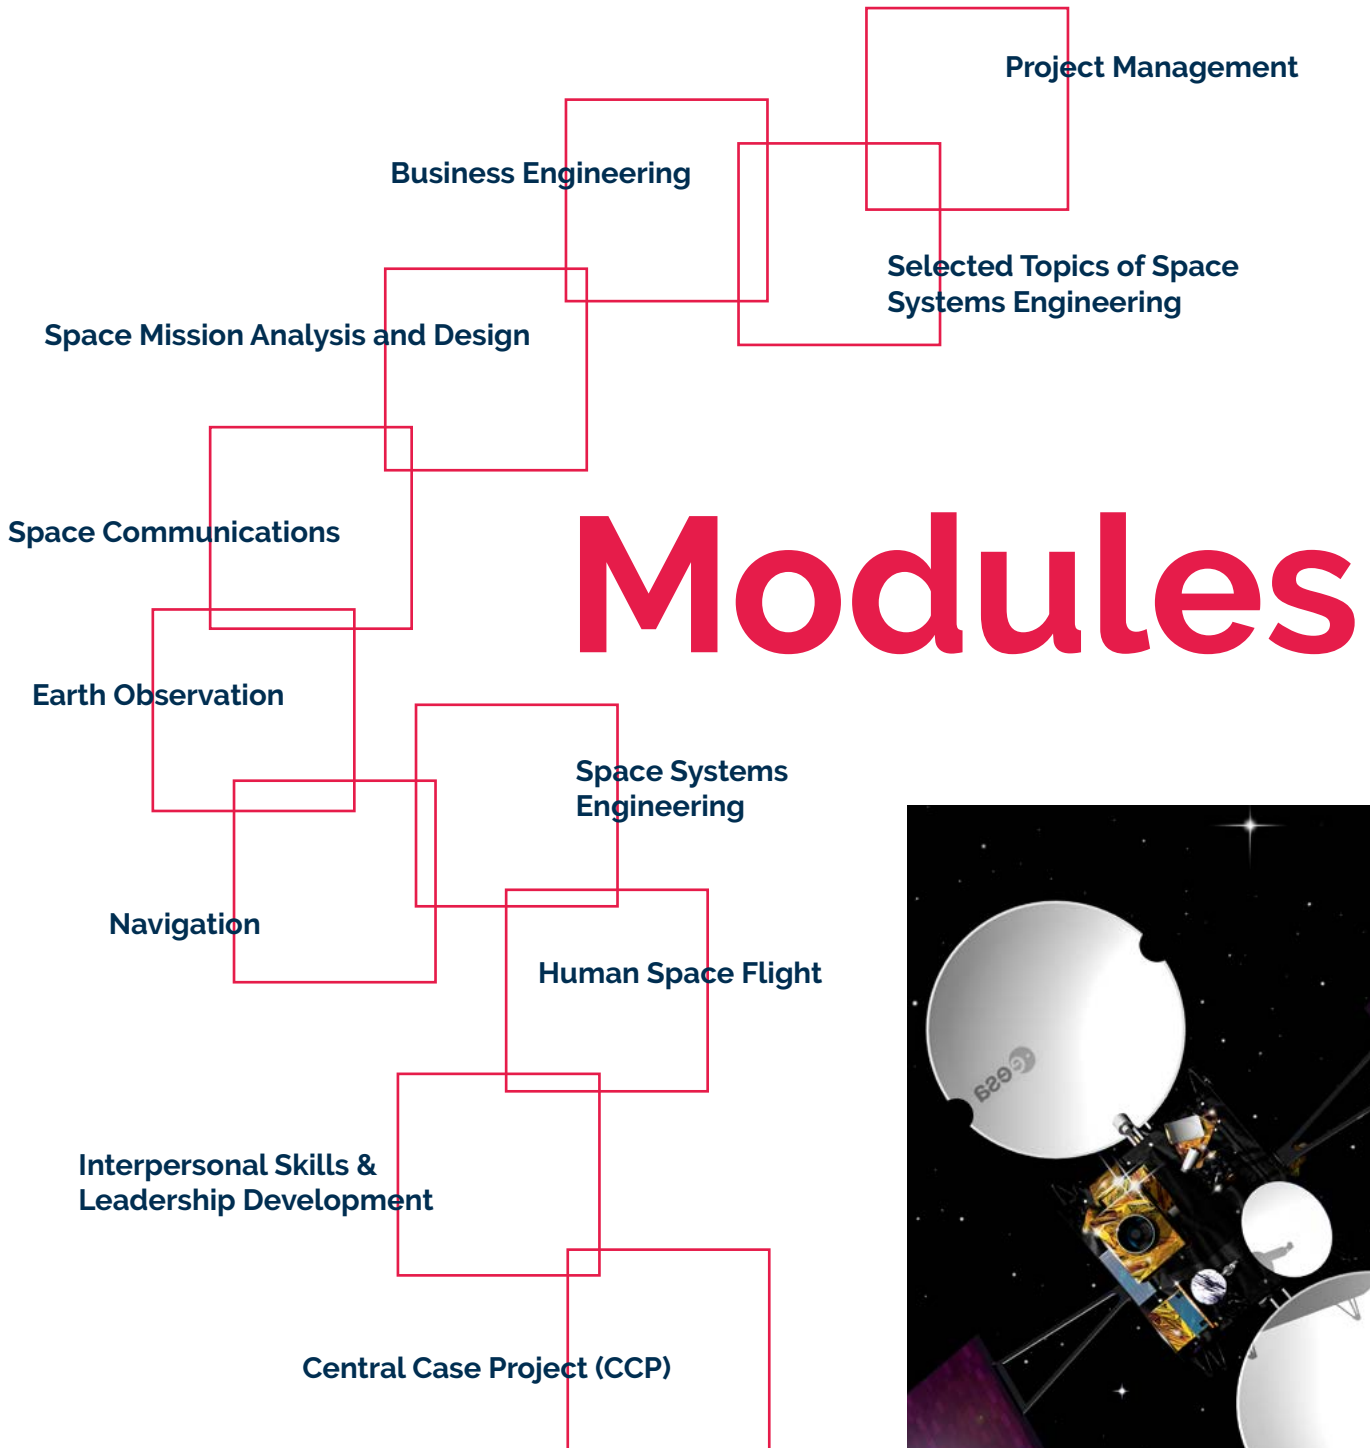 Project Management
Business Engineering
Selected Topics of Space
Systems Engineering
Space Mission Analysis and Design
Space Communications
Modules
Earth Observation
Space Systems
Engineering
Navigation
Human Space Flight
esa
Interpersonal Skills &
Leadership Development
Central Case Project (CCP)